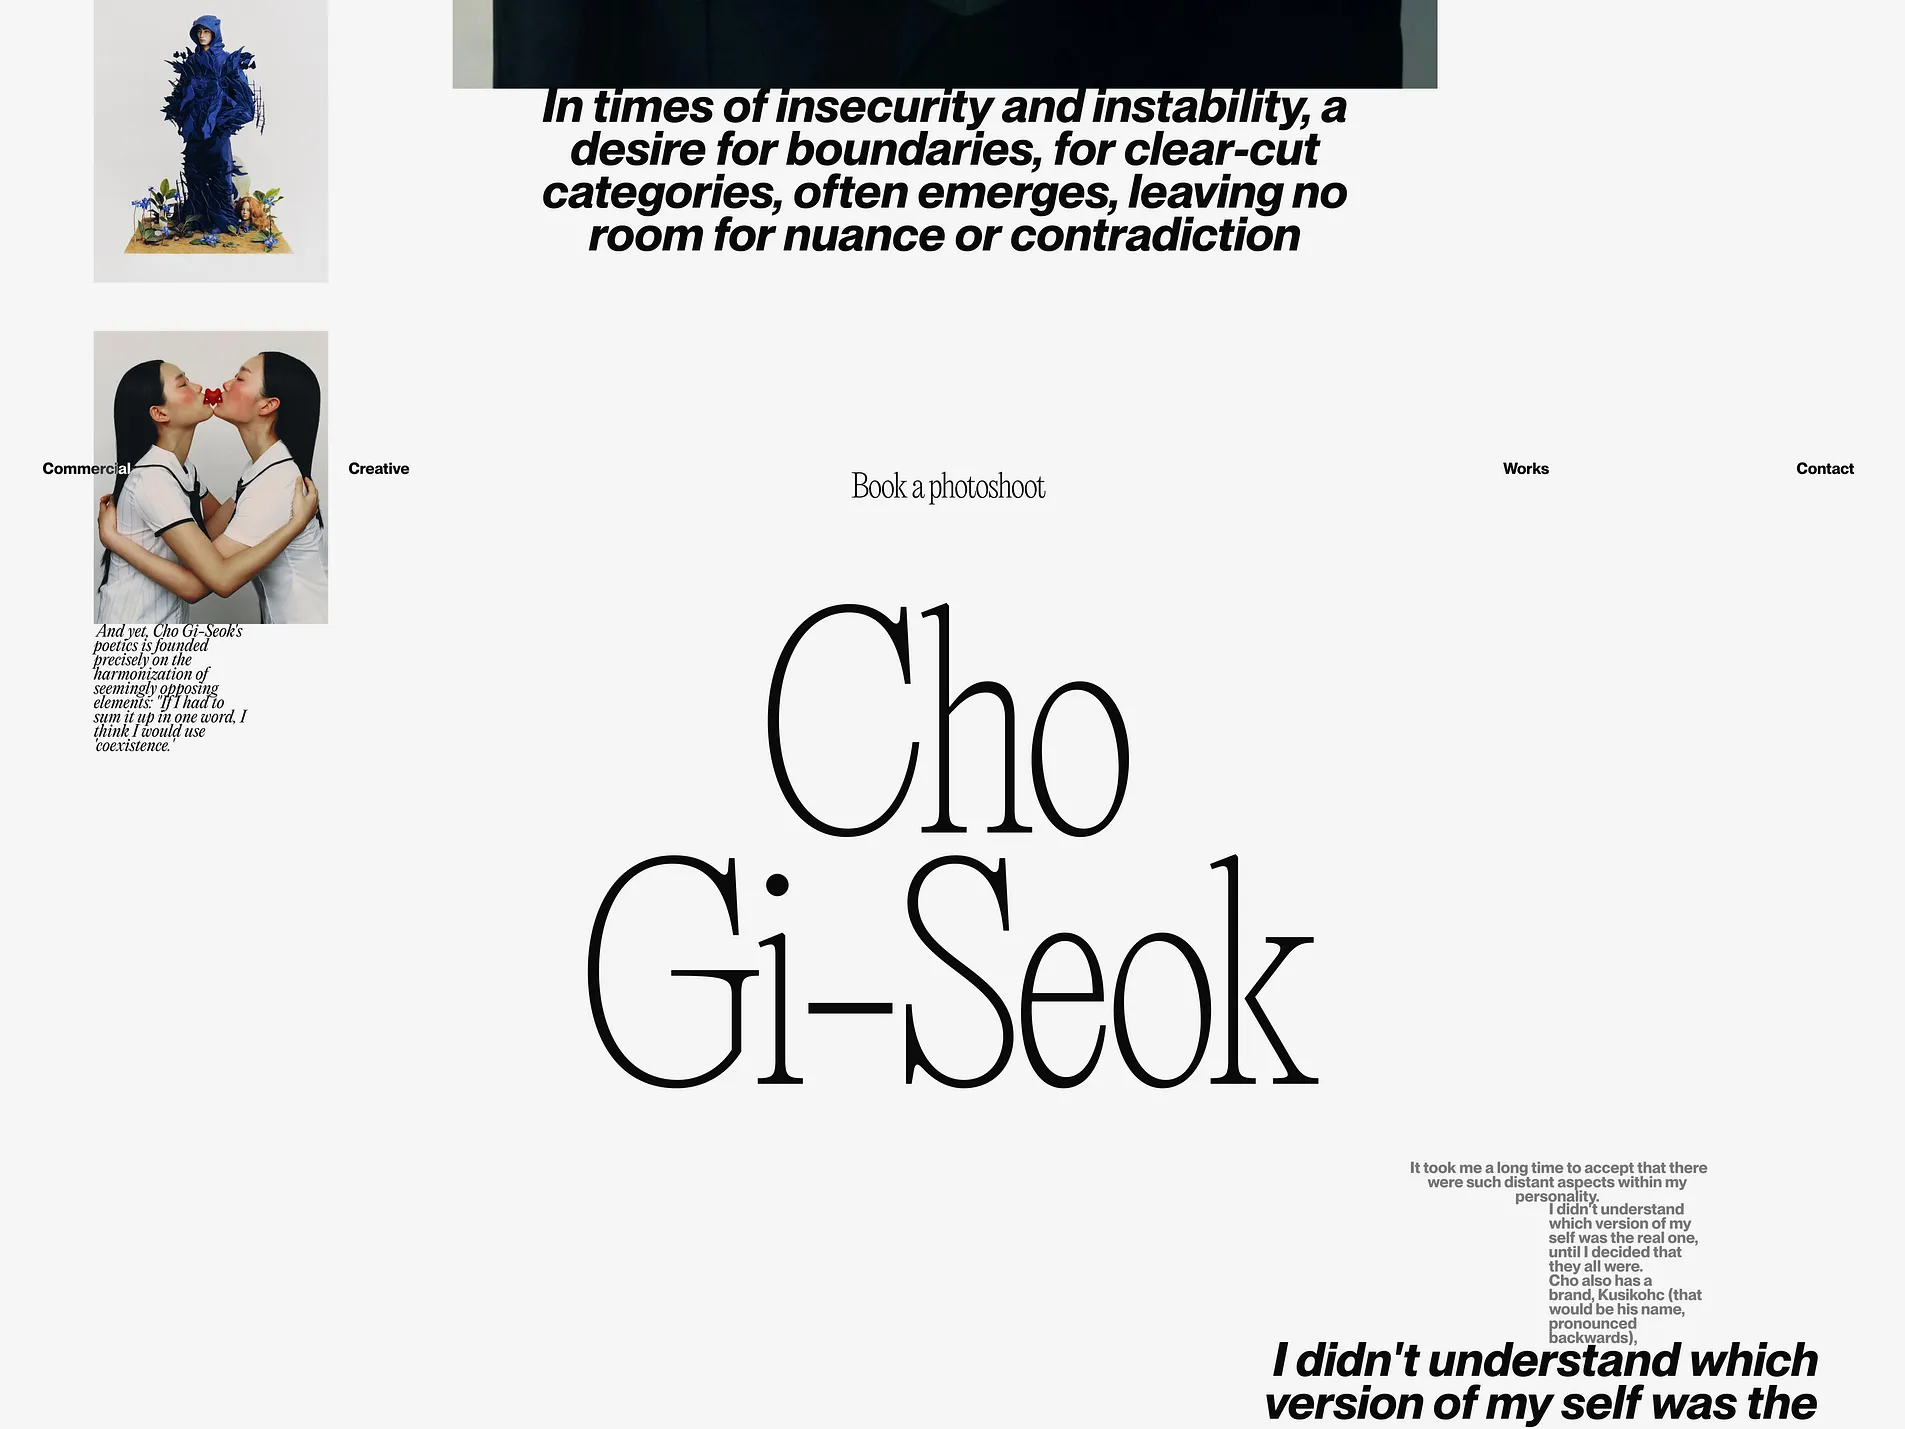 In times of insecurity and instability, a
desire for boundaries, for clear-cut
categories, often emerges, leaving no
room for nuance or contradiction
Commercial
Creative
Book a photoshoot
Works
Contact
And yet, Cho Gi-Seok's
poetics is founded
precisely on the
harmonization of
seemingly opposing
elements: "If I had to
sum it up in one word, I
think I would use
'coexistence.'
Cho
Gi-Seok
It took me a long time to accept that there
were such distant aspects within my
personality.
I didn't understand
which version of my
self was the real one,
until I decided that
they all were.
Cho also has a
brand, Kusikohc (that
would be his name,
pronounced
backwards),
I didn't understand which
version of my self was the